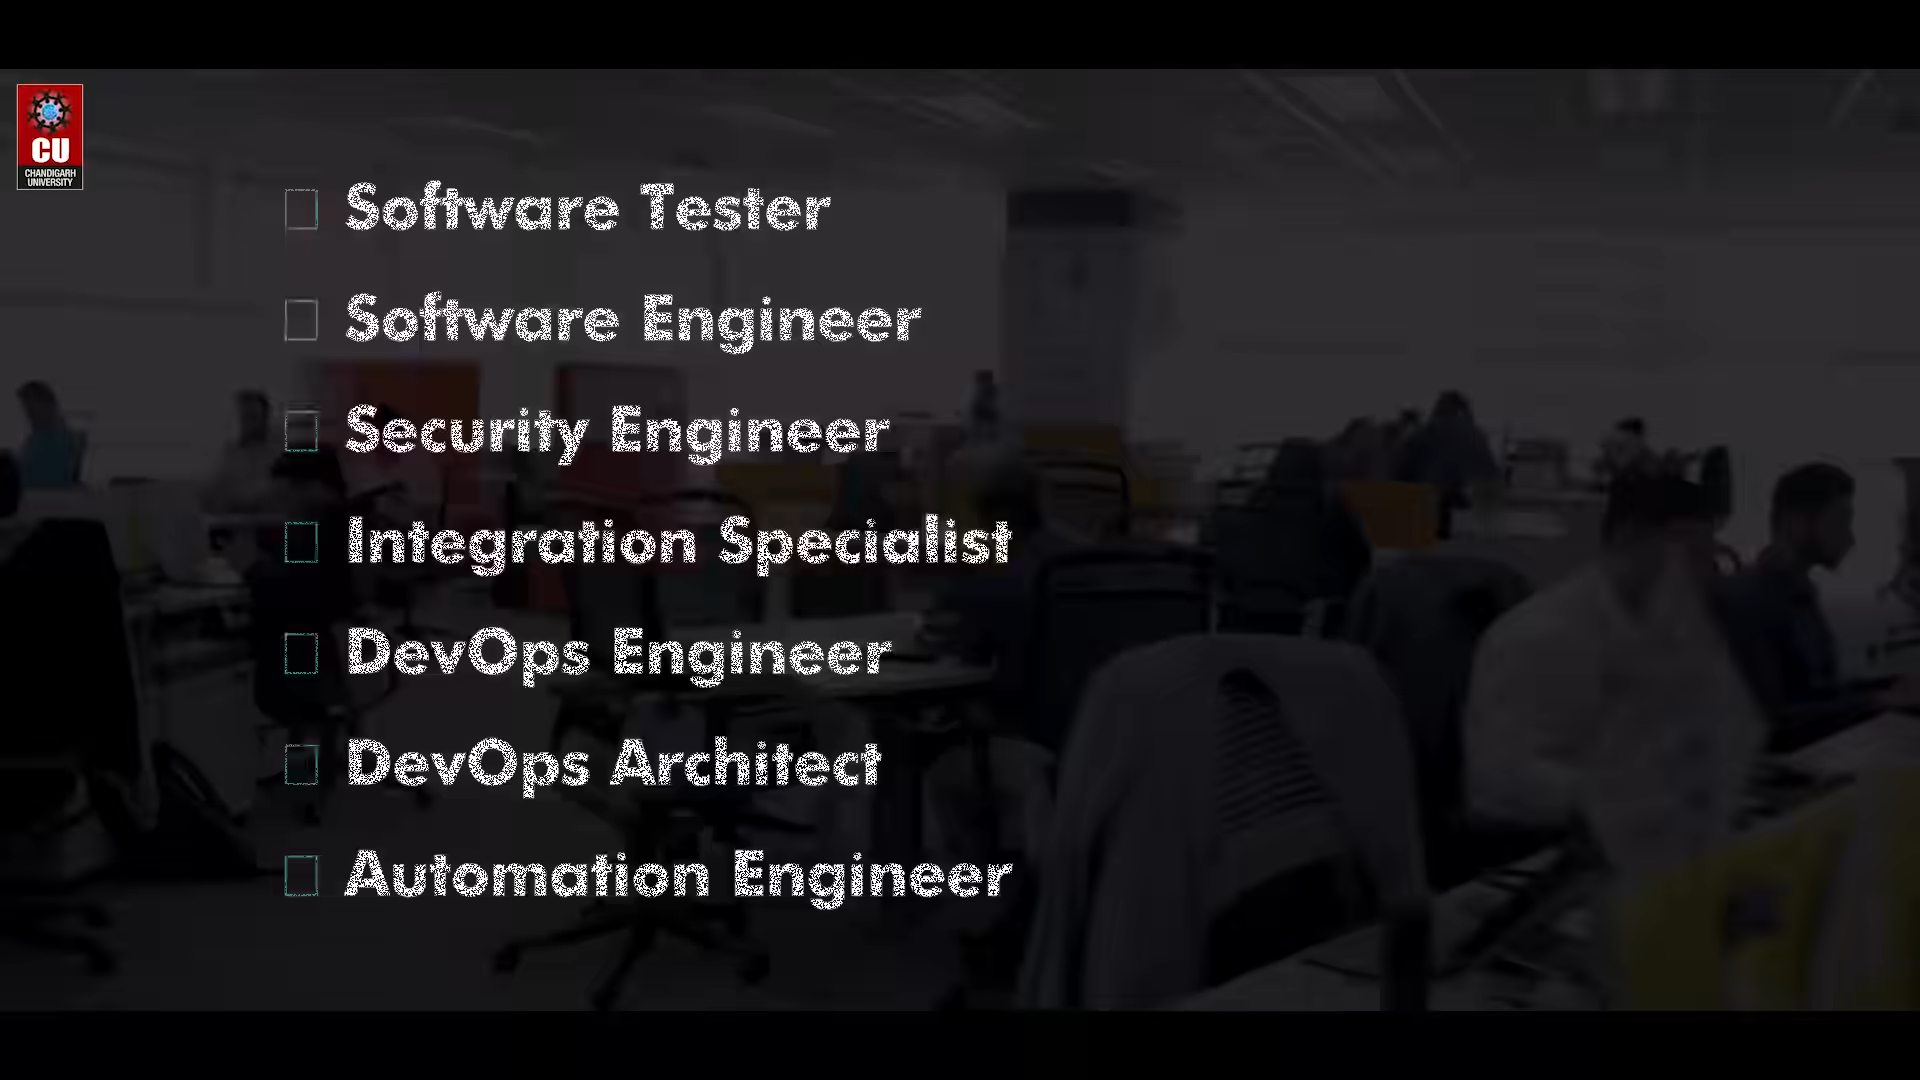 CU
CHANDIGARH
UNIVERSITY
Software Tester
Software Engineer
Security Engineer
Integration Specialist
DevOps Engineer
DevOps Architect
Automation Engineer